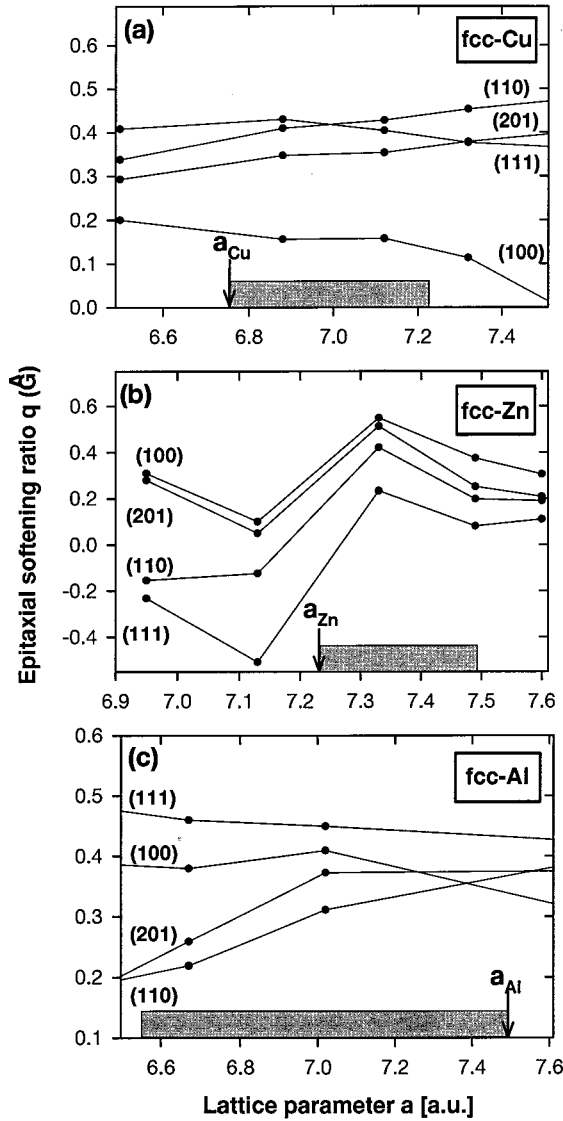 (a)
fcc-Cu
0.6
0.5
0.4
0.3
0.2
0.1
0.0
(110)
(201)
(111)
(100)
a Cu
6.6 6.8 7.0 7.2 7.4
Epitaxial softening ratio q (Ĝ)
(b)
fcc-Zn
0.6
0.4
0.2
0.0
-0.2
-0.4
(100)
(201)
(110)
(111)
a Zn
6.9 7.0 7.1 7.2 7.3 7.4 7.5 7.6
(c)
fcc-Al
0.6
0.5
0.4
0.3
0.2
0.1
(111)
(100)
(201)
(110)
a Al
6.6 6.8 7.0 7.2 7.4 7.6
Lattice parameter a [a.u.]